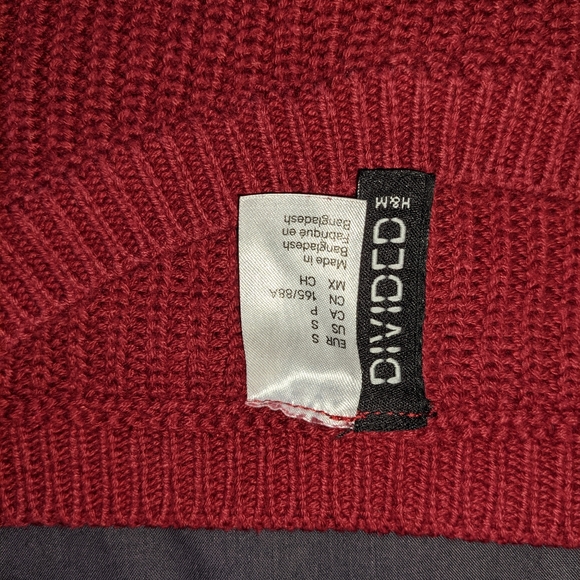 DIVIDED
H&M
EUR S
US S
CA P
CN 165/88A
MX CH
Made in
Bangladesh
Fabriqué en
Bangladesh